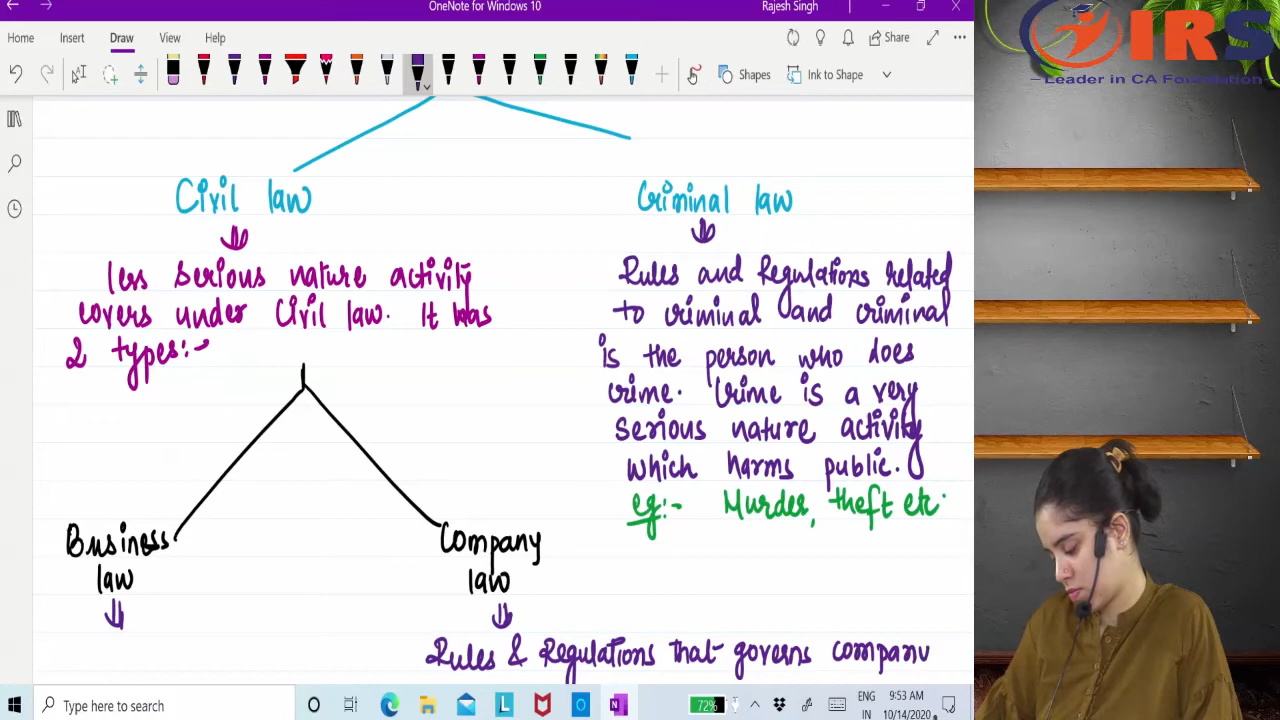 OneNote for Windows 10
Rajesh Singh
Home Insert Draw View Help
Share
Shapes
Ink to Shape
IRS
Leader in CA Foundation
Civil law
Criminal law
less serious nature activity
covers under Civil law. It has
2 types:-
Rules and Regulations related
to criminal and criminal
is the person who does
crime. Crime is a very
serious nature activity
which harms public.
eg:- Murder, theft etc.
Business
law
Company
law
Rules & Regulations that governs company
Type here to search
72%
ENG
IN
9:53 AM
10/14/2020